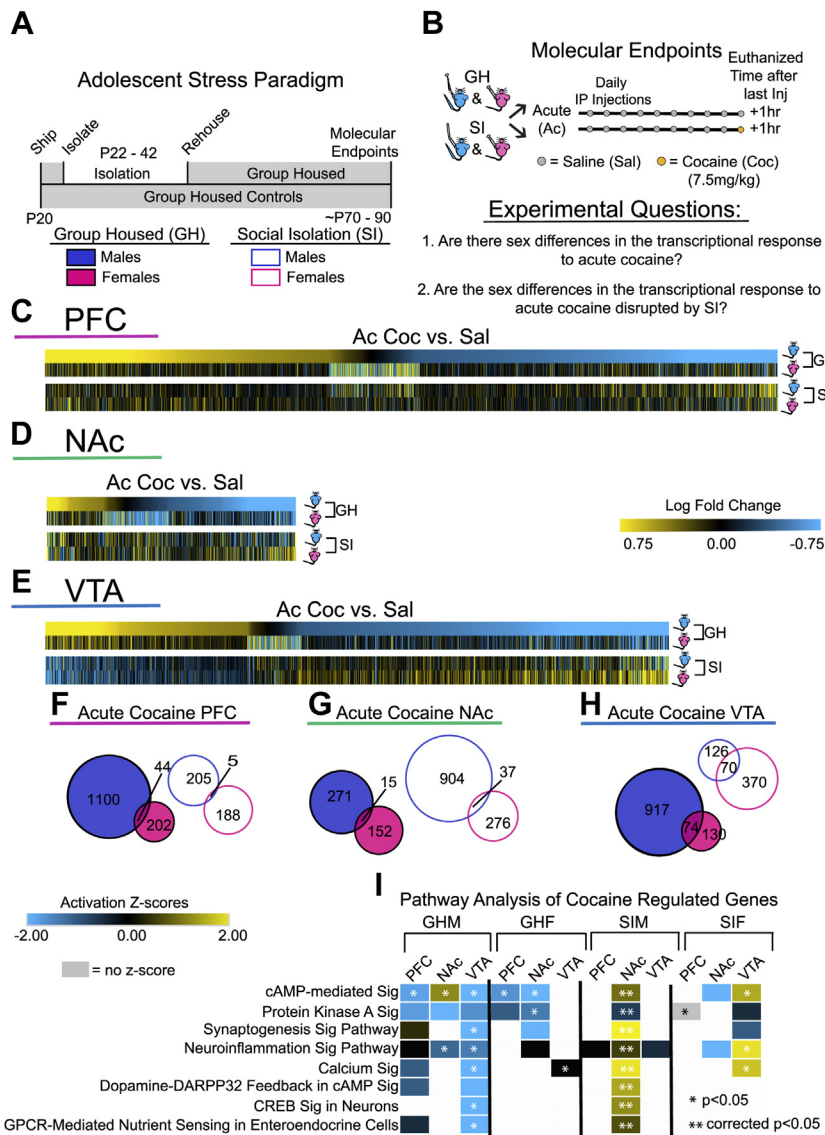 A
Adolescent Stress Paradigm
Ship
Isolate
P22 - 42
Isolation
Rehouse
Molecular
Endpoints
Group Housed
Group Housed Controls
P20
~P70 - 90
Group Housed (GH)
Social Isolation (SI)
Males
Males
Females
Females
B
Molecular Endpoints
GH
&
SI
&
Daily
IP Injections
Euthanized
Time after
last Inj
Acute
(Ac)
+1hr
+1hr
= Saline (Sal)
= Cocaine (Coc)
(7.5mg/kg)
Experimental Questions:
1. Are there sex differences in the transcriptional response
to acute cocaine?
2. Are the sex differences in the transcriptional response to
acute cocaine disrupted by SI?
C
PFC
Ac Coc vs. Sal
G
S
D
NAc
Ac Coc vs. Sal
GH
SI
Log Fold Change
0.75 0.00 -0.75
E
VTA
Ac Coc vs. Sal
GH
SI
F
Acute Cocaine PFC
1100
44
202
205
5
188
G
Acute Cocaine NAc
271
15
152
904
37
276
H
Acute Cocaine VTA
917
74
130
126
70
370
Activation Z-scores
-2.00 0.00 2.00
= no z-score
I
Pathway Analysis of Cocaine Regulated Genes
GHM GHF SIM SIF
PFC NAc VTA PFC NAc VTA PFC NAc VTA PFC NAc VTA
cAMP-mediated Sig * * * * * ** *
Protein Kinase A Sig * ** *
Synaptogenesis Sig Pathway * **
Neuroinflammation Sig Pathway * * ** *
Calcium Sig * * ** *
Dopamine-DARPP32 Feedback in cAMP Sig **
CREB Sig in Neurons * **
GPCR-Mediated Nutrient Sensing in Enteroendocrine Cells * **
* p<0.05
** corrected p<0.05